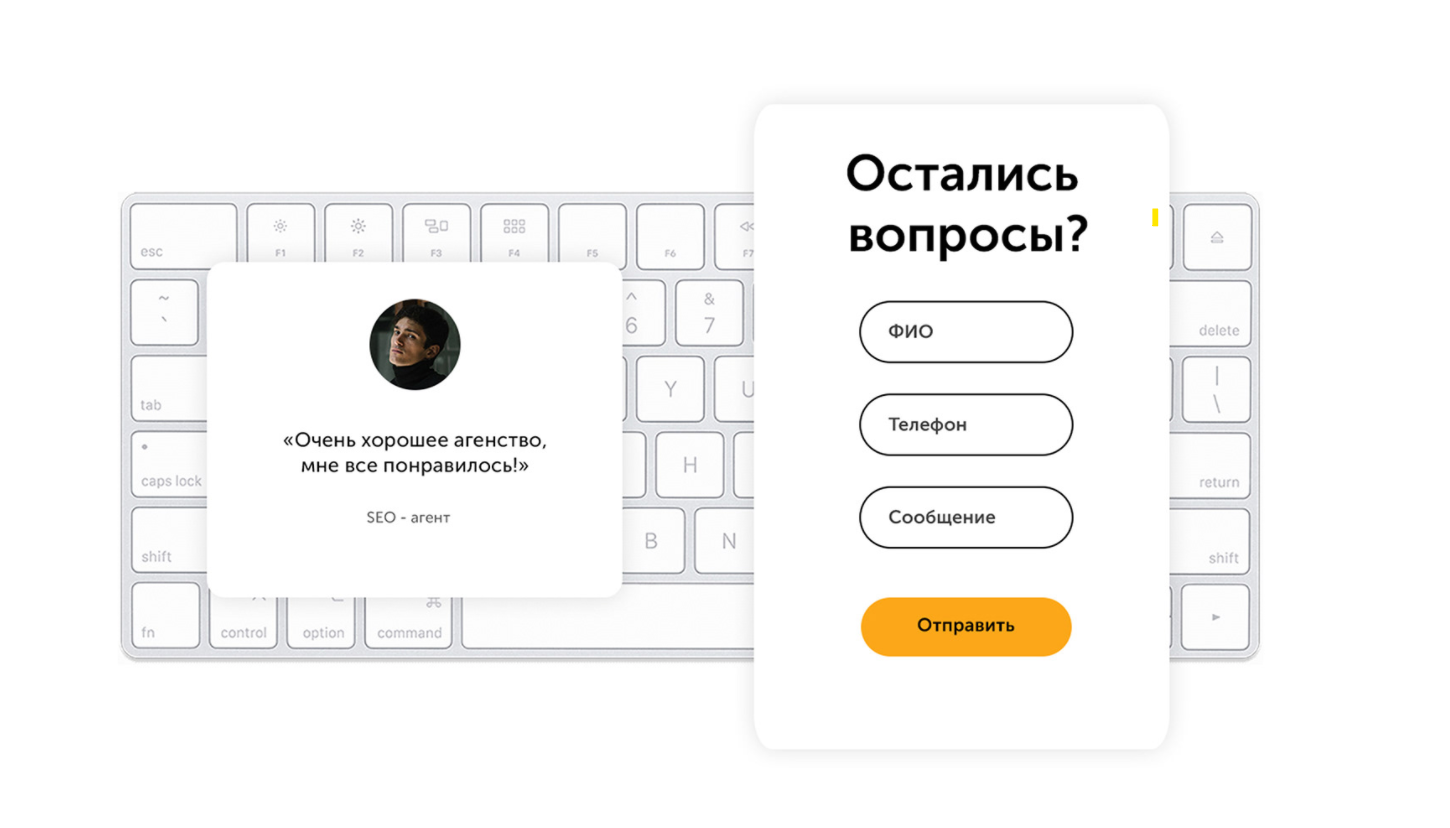 Остались
вопросы?
esc
F1
F2
F3
F4
F5
F6
F7
~
`
^
6
&
7
delete
ФИО
«Очень хорошее агенство,
мне все понравилось!»
SEO - агент
tab
Y
U
|
\
Телефон
caps lock
H
return
Сообщение
shift
B
N
shift
Отправить
fn
control
option
command